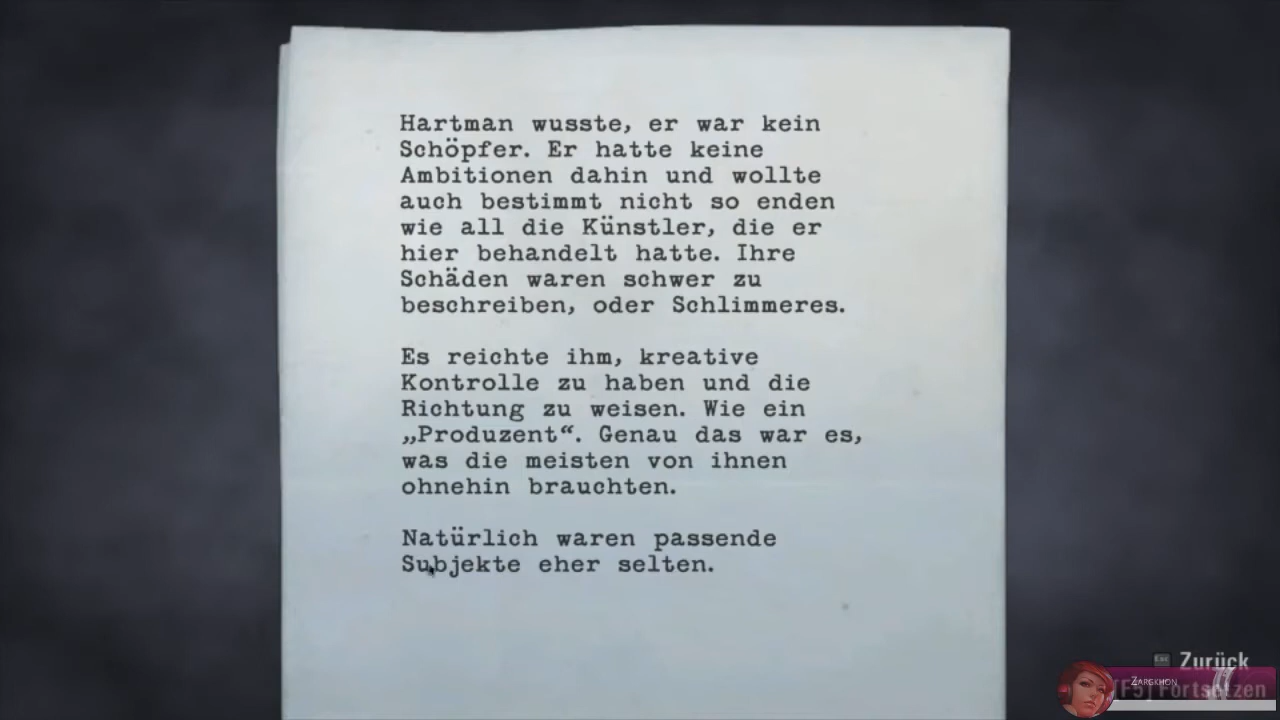 Hartman wusste, er war kein
Schöpfer. Er hatte keine
Ambitionen dahin und wollte
auch bestimmt nicht so enden
wie all die Künstler, die er
hier behandelt hatte. Ihre
Schäden waren schwer zu
beschreiben, oder Schlimmeres.
Es reichte ihm, kreative
Kontrolle zu haben und die
Richtung zu weisen. Wie ein
„Produzent“. Genau das war es,
was die meisten von ihnen
ohnehin brauchten.
Natürlich waren passende
Subjekte eher selten.
Esc Zurück
Zargkhon
[F5] Fortsetzen